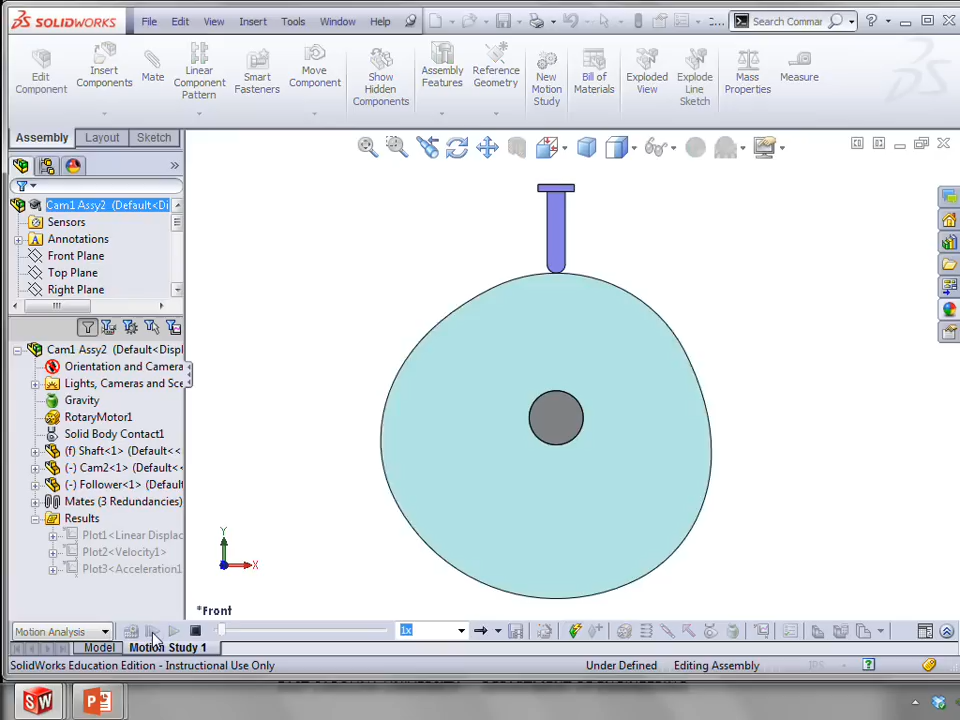 SOLIDWORKS File Edit View Insert Tools Window Help ...: Search Commar
Edit Component
Insert Components
Mate
Linear Component Pattern
Smart Fasteners
Move Component
Show Hidden Components
Assembly Features
Reference Geometry
New Motion Study
Bill of Materials
Exploded View
Explode Line Sketch
Mass Properties
Measure
Assembly Layout Sketch
Cam1 Assy2 (Default<Di
Sensors
Annotations
Front Plane
Top Plane
Right Plane
Cam1 Assy2 (Default<Displ
Orientation and Camera
Lights, Cameras and Sce
Gravity
RotaryMotor1
Solid Body Contact1
(f) Shaft<1> (Default<<
(-) Cam2<1> (Default<
(-) Follower<1> (Default
Mates (3 Redundancies)
Results
Plot1<Linear Displac
Plot2<Velocity1>
Plot3<Acceleration1
Y
X
*Front
Motion Analysis 1x
Model Motion Study 1
SolidWorks Education Edition - Instructional Use Only Under Defined Editing Assembly IPS